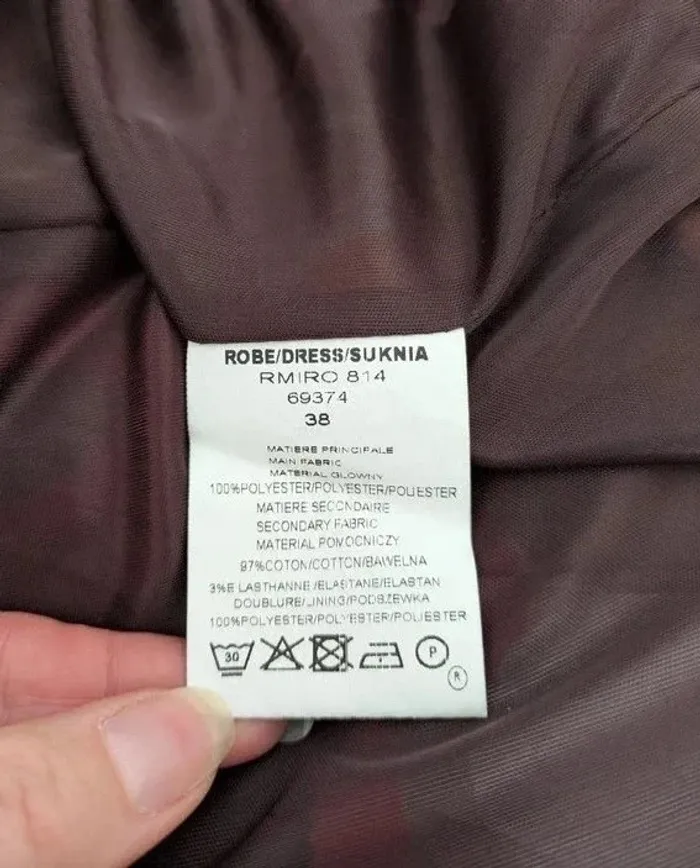 ROBE/DRESS/SUKNIA
RMIRO 814
69374
38
MATIERE PRINCIPALE
MAIN FABRIC
MATERIAL GLOWNY
100%POLYESTER/POLYESTER/POLIESTER
MATIERE SECONDAIRE
SECONDARY FABRIC
MATERIAL POMOCNICZY
97%COTON/COTTON/BAWELNA
3%E LASTHANNE/ELASTANE/ELASTAN
DOUBLURE/LINING/PODSZEWKA
100%POLYESTER/POLYESTER/POLIESTER
30 P
R